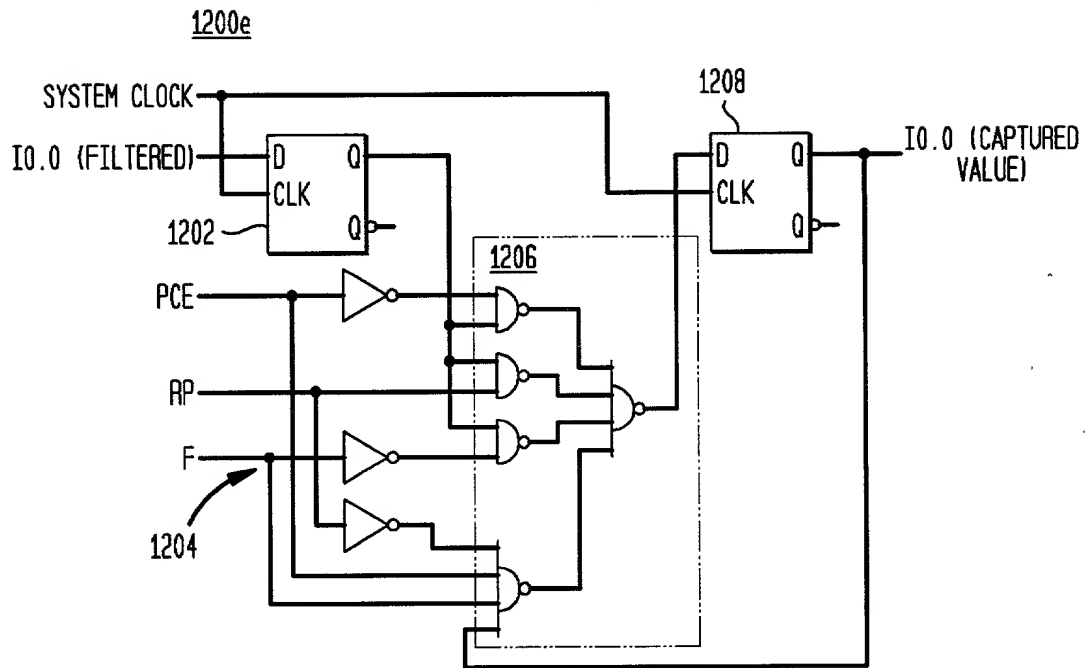 1200e
SYSTEM CLOCK
1208
I0.0 (FILTERED)
D
Q
CLK
Q
1202
D
Q
CLK
Q
I0.0 (CAPTURED
VALUE)
1206
PCE
RP
F
1204